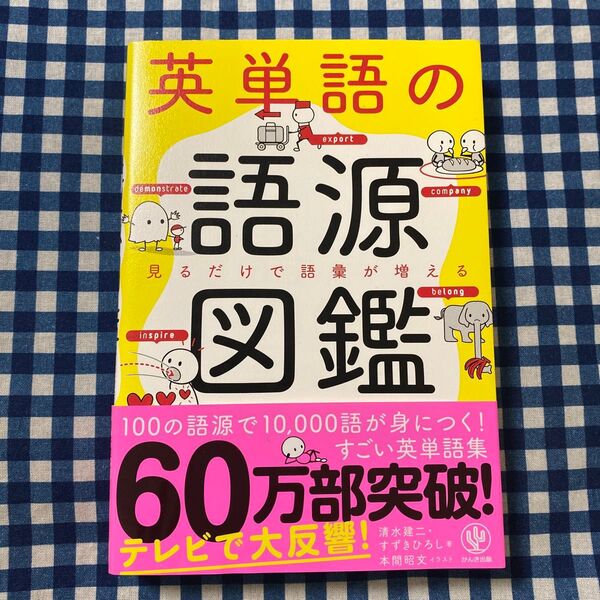 英単語の
export
demonstrate
company
語源
見るだけで語彙が増える
belong
inspire
図鑑
100の語源で10,000語が身につく!
すごい英単語集
60万部突破!
テレビで大反響!
清水建二・
すずきひろし 著
本間昭文 イラスト
かんき出版